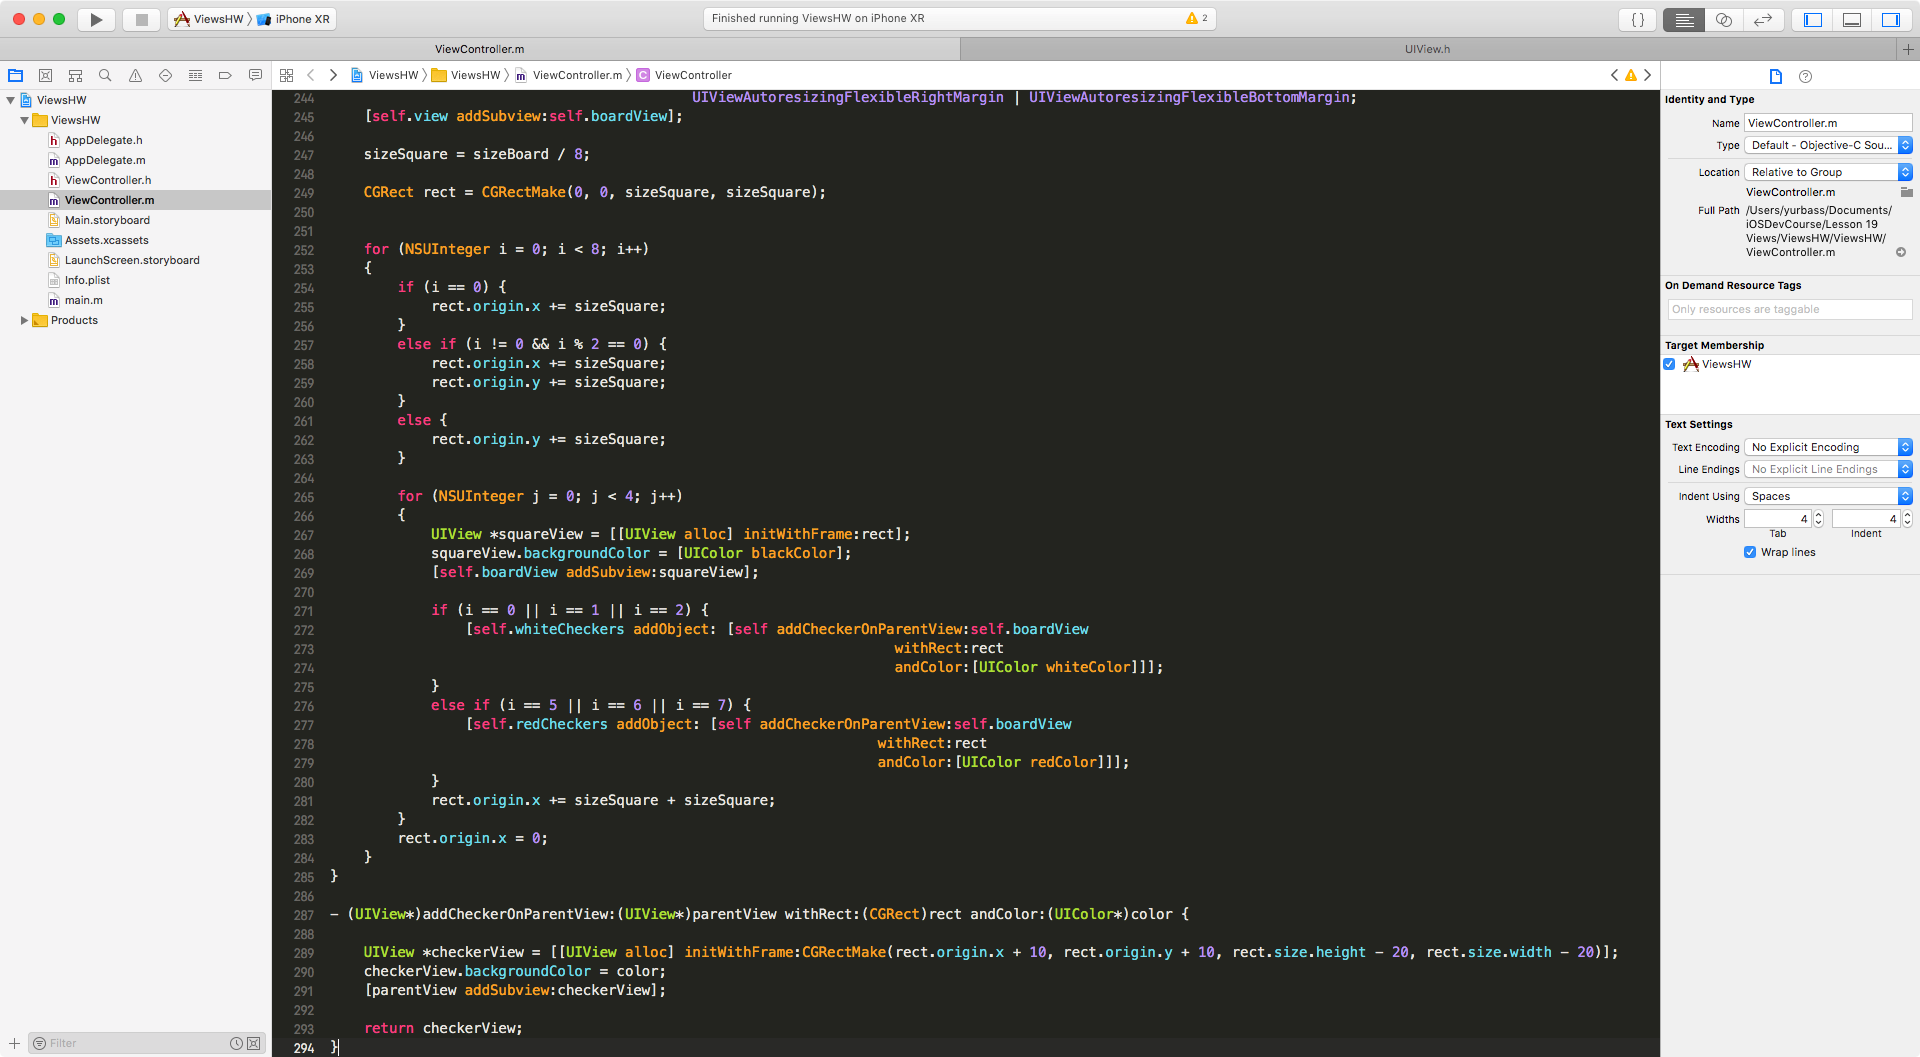 ViewsHW iPhone XR
Finished running ViewsHW on iPhone XR
2
{ }
ViewController.m
UIView.h
ViewsHW
ViewsHW
AppDelegate.h
AppDelegate.m
ViewController.h
ViewController.m
Main.storyboard
Assets.xcassets
LaunchScreen.storyboard
Info.plist
main.m
Products
Filter
ViewsHW ViewsHW ViewController.m ViewController
244 UIViewAutoresizingFlexibleRightMargin | UIViewAutoresizingFlexibleBottomMargin;
245 [self.view addSubview:self.boardView];
246
247 sizeSquare = sizeBoard / 8;
248
249 CGRect rect = CGRectMake(0, 0, sizeSquare, sizeSquare);
250
251
252 for (NSUInteger i = 0; i < 8; i++)
253 {
254 if (i == 0) {
255 rect.origin.x += sizeSquare;
256 }
257 else if (i != 0 && i % 2 == 0) {
258 rect.origin.x += sizeSquare;
259 rect.origin.y += sizeSquare;
260 }
261 else {
262 rect.origin.y += sizeSquare;
263 }
264
265 for (NSUInteger j = 0; j < 4; j++)
266 {
267 UIView *squareView = [[UIView alloc] initWithFrame:rect];
268 squareView.backgroundColor = [UIColor blackColor];
269 [self.boardView addSubview:squareView];
270
271 if (i == 0 || i == 1 || i == 2) {
272 [self.whiteCheckers addObject: [self addCheckerOnParentView:self.boardView
273 withRect:rect
274 andColor:[UIColor whiteColor]]];
275 }
276 else if (i == 5 || i == 6 || i == 7) {
277 [self.redCheckers addObject: [self addCheckerOnParentView:self.boardView
278 withRect:rect
279 andColor:[UIColor redColor]]];
280 }
281 rect.origin.x += sizeSquare + sizeSquare;
282 }
283 rect.origin.x = 0;
284 }
285 }
286
287 - (UIView*)addCheckerOnParentView:(UIView*)parentView withRect:(CGRect)rect andColor:(UIColor*)color {
288
289 UIView *checkerView = [[UIView alloc] initWithFrame:CGRectMake(rect.origin.x + 10, rect.origin.y + 10, rect.size.height - 20, rect.size.width - 20)];
290 checkerView.backgroundColor = color;
291 [parentView addSubview:checkerView];
292
293 return checkerView;
294 }
Identity and Type
Name ViewController.m
Type Default - Objective-C Sou...
Location Relative to Group
ViewController.m
Full Path /Users/yurbass/Documents/
iOSDevCourse/Lesson 19
Views/ViewsHW/ViewsHW/
ViewController.m
On Demand Resource Tags
Only resources are taggable
Target Membership
ViewsHW
Text Settings
Text Encoding No Explicit Encoding
Line Endings No Explicit Line Endings
Indent Using Spaces
Widths 4 4
Tab Indent
Wrap lines